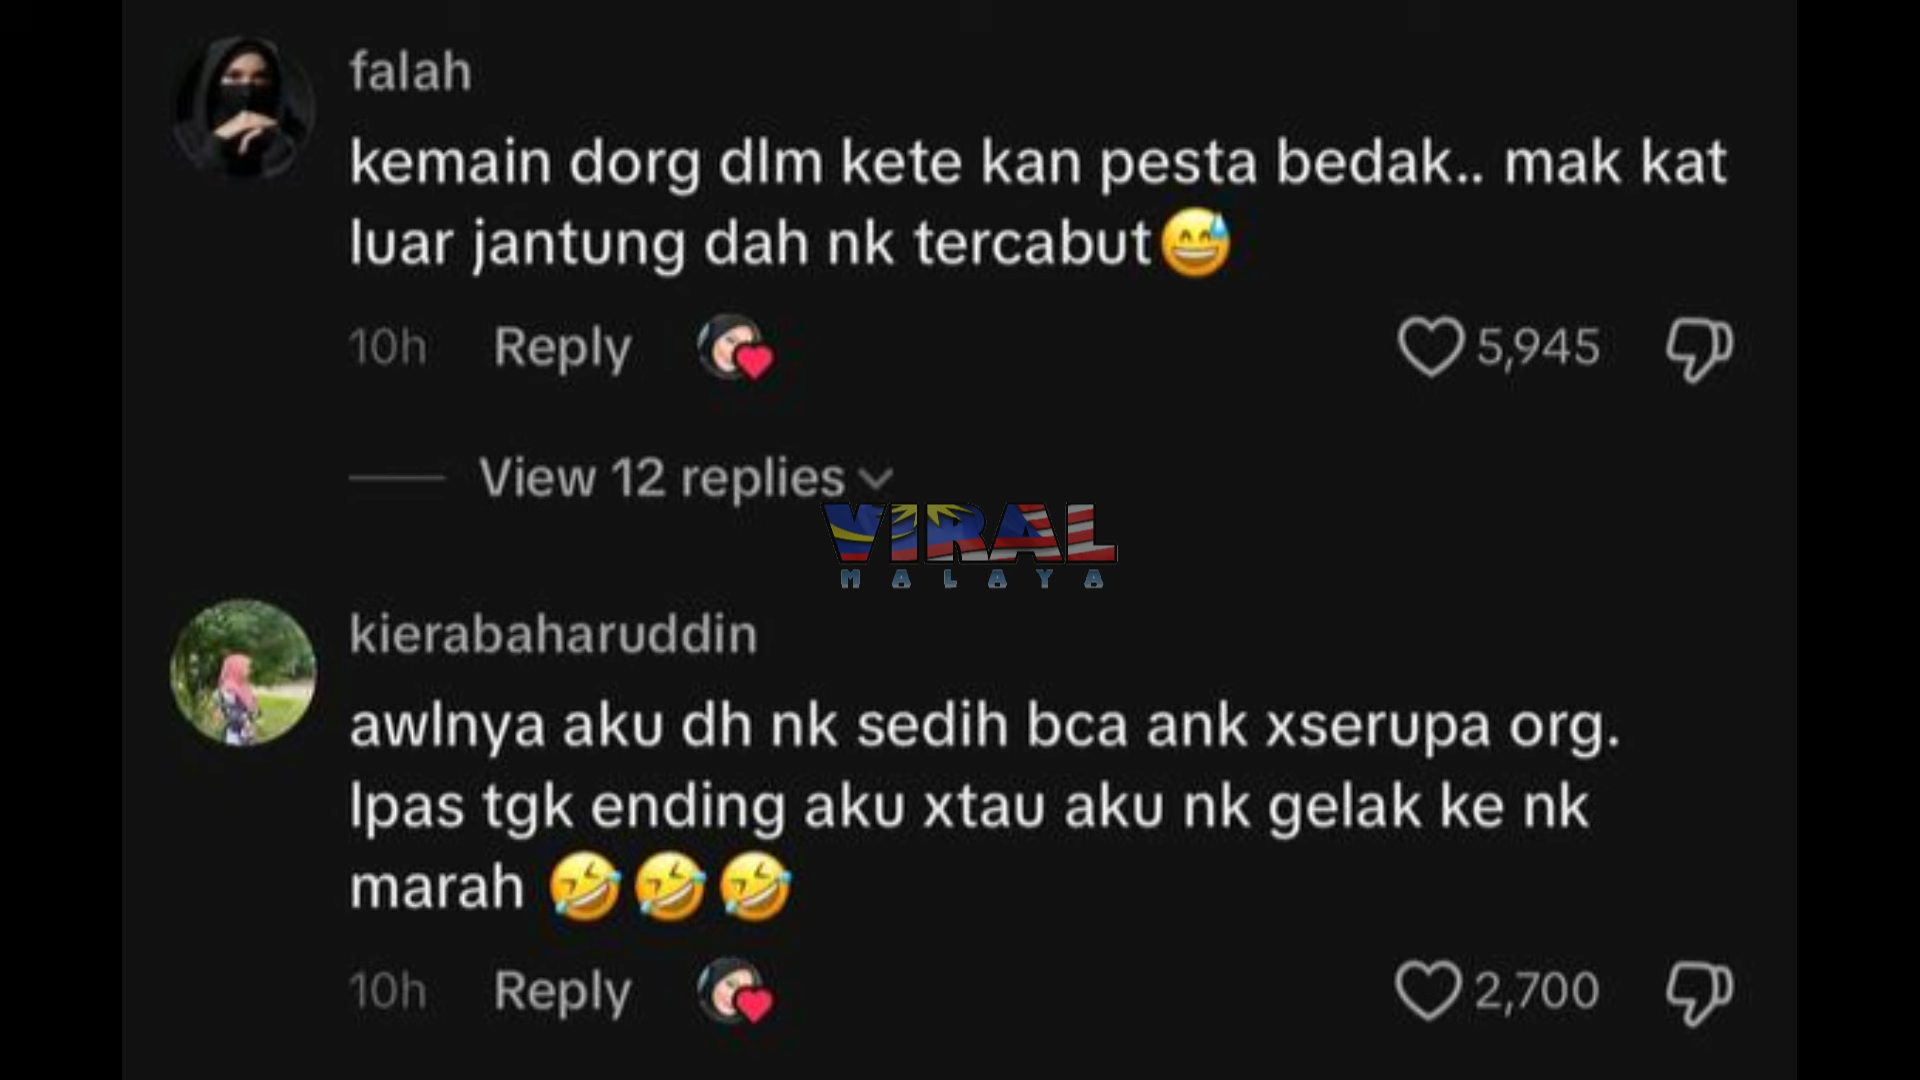 falah
kemain dorg dlm kete kan pesta bedak.. mak kat
luar jantung dah nk tercabut😅
10h Reply 5,945
View 12 replies
VIRAL
MALAYA
kierabaharuddin
awlnya aku dh nk sedih bca ank xserupa org.
lpas tgk ending aku xtau aku nk gelak ke nk
marah 🤣🤣🤣
10h Reply 2,700